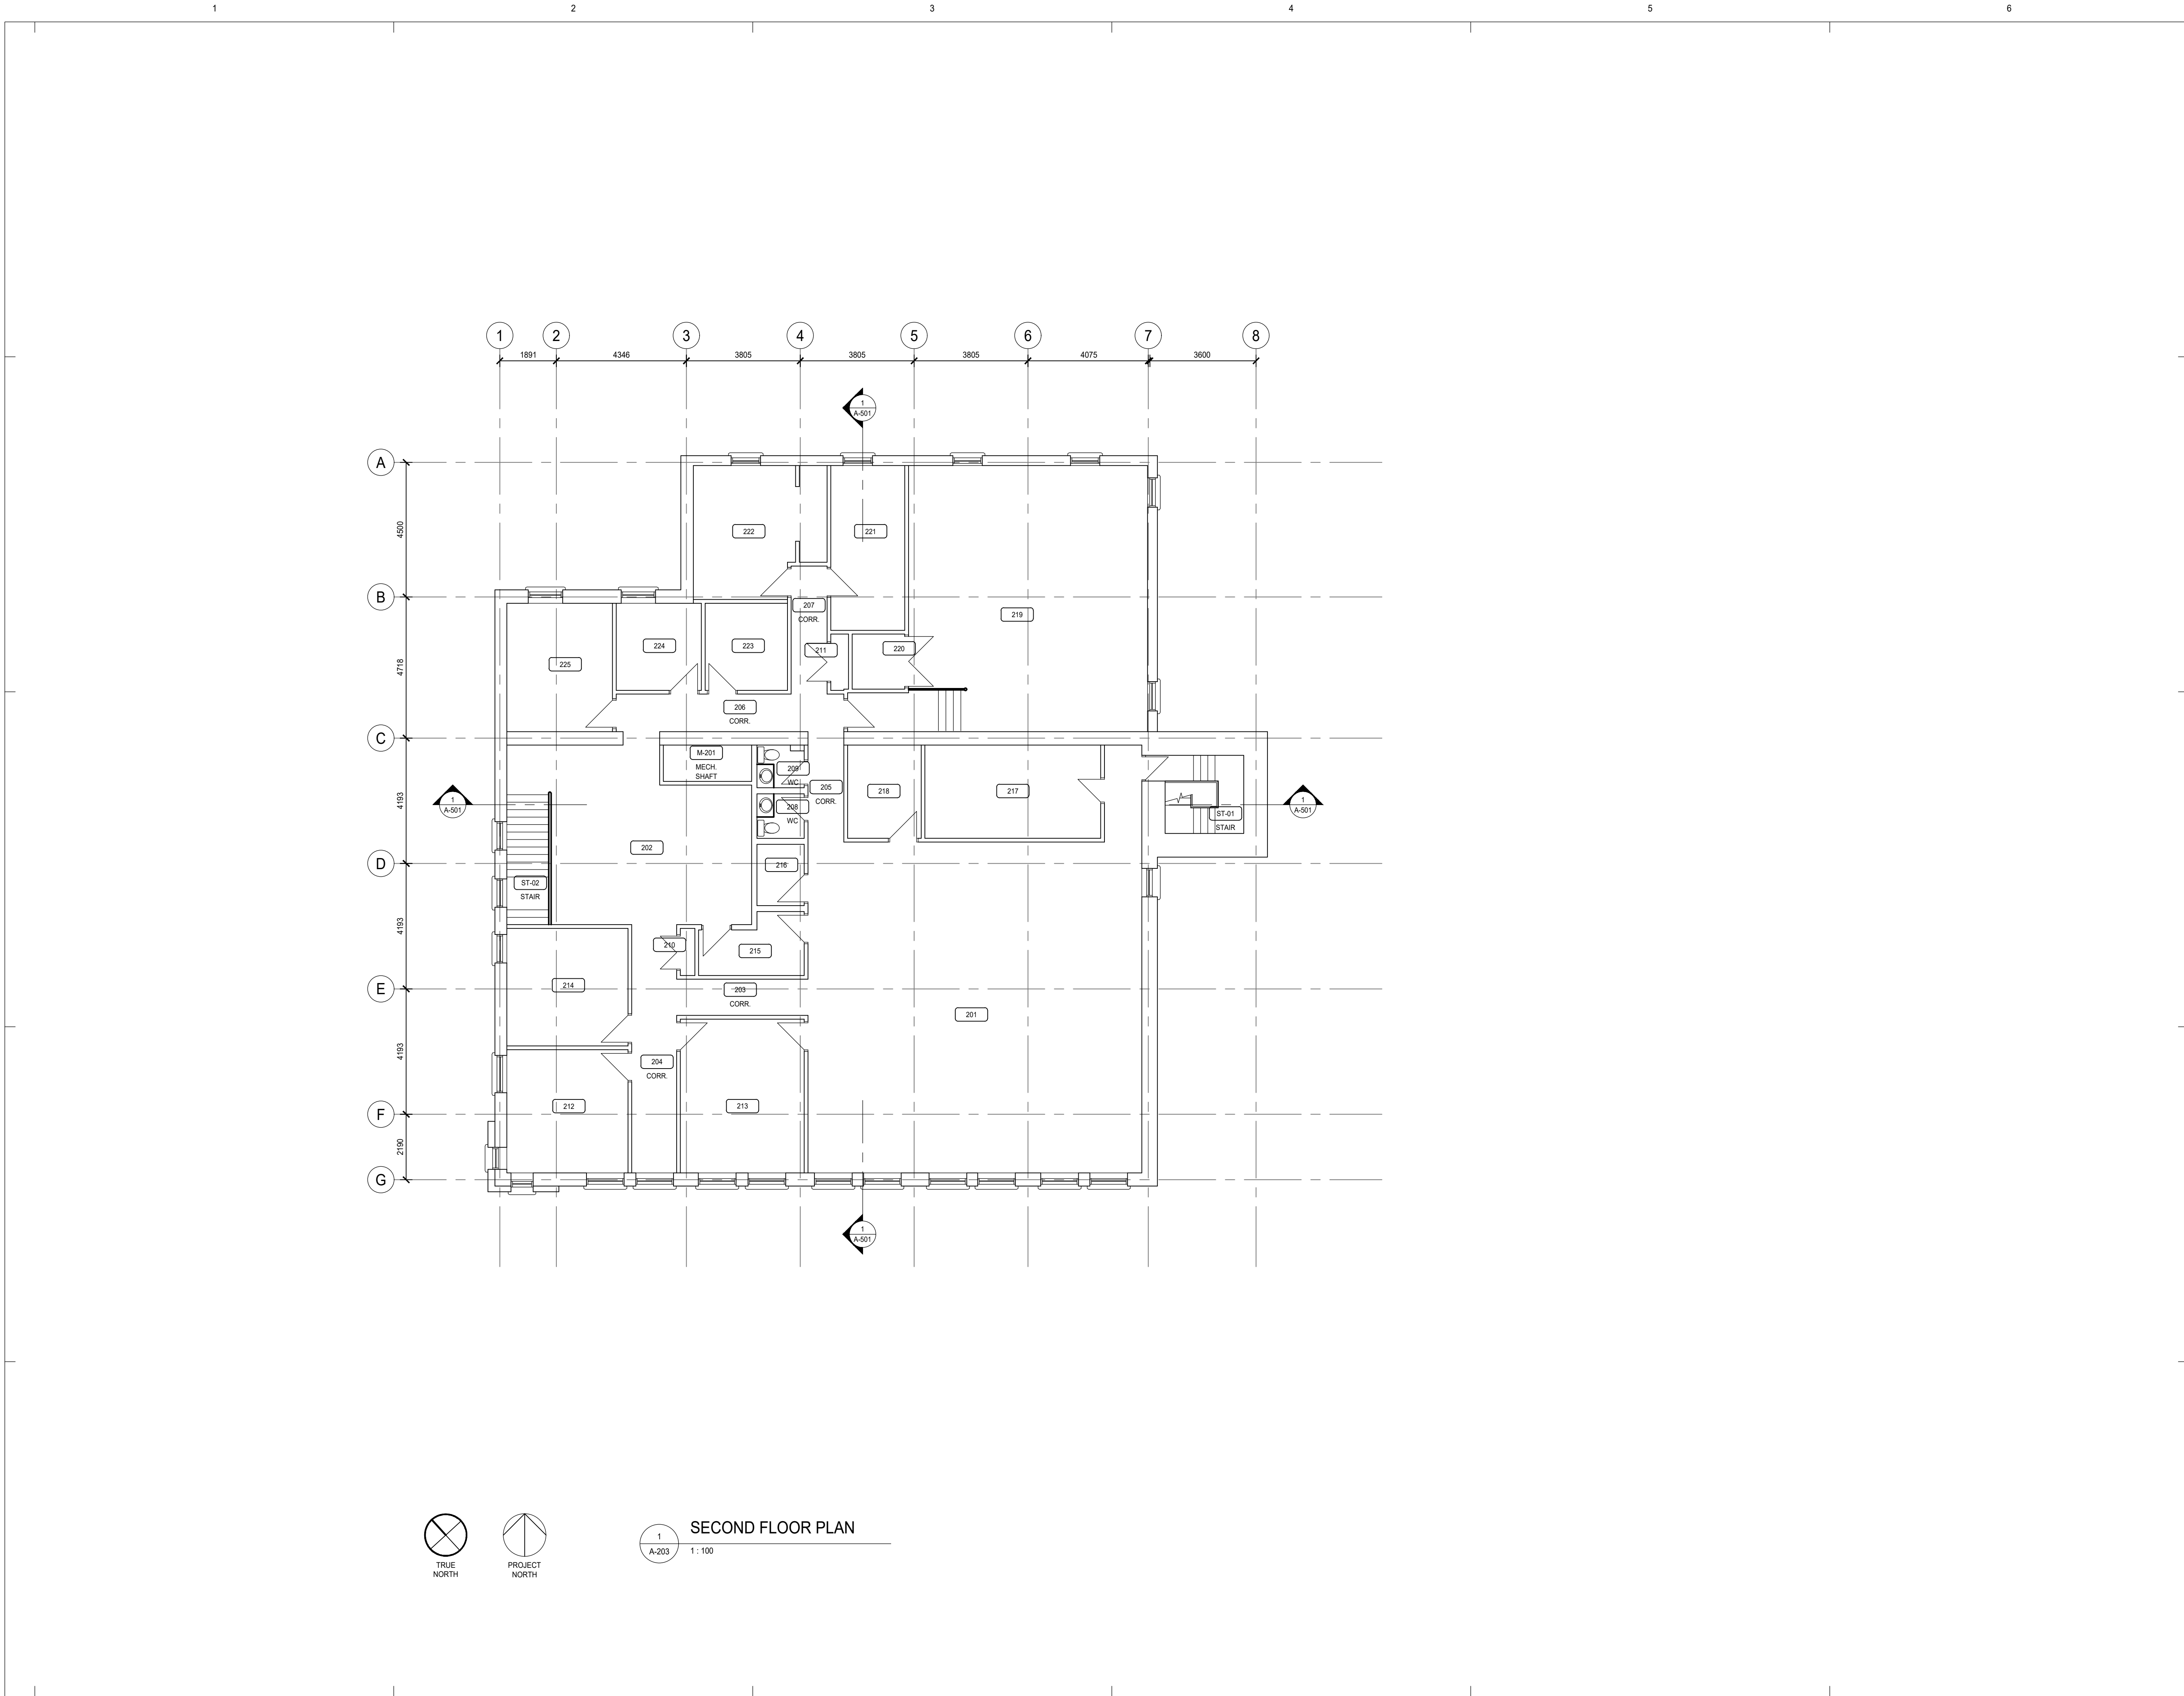 1 2 3 4 5 6
1 2 3 4 5 6 7 8
1891 4346 3805 3805 3805 4075 3600
1
A-501
A
4500
222 221
B
207
CORR.
219
4718
224 223 211 220
225
206
CORR.
C
M-201
MECH.
SHAFT
209
WC
205
CORR.
218 217
4193
1
A-501
208
WC
ST-01
STAIR
1
A-501
202
D
216
ST-02
STAIR
4193
210 215
214
E
203
CORR.
201
4193
204
CORR.
212 213
F
2190
G
1
A-501
TRUE
NORTH
PROJECT
NORTH
1
A-203
SECOND FLOOR PLAN
1 : 100